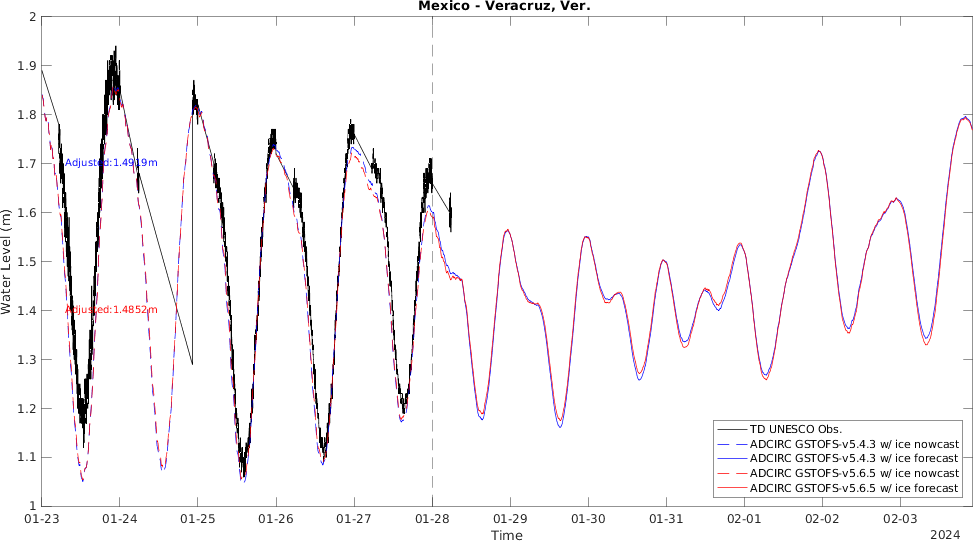 Mexico - Veracruz, Ver.
2
1.9
1.8
1.7
1.6
1.5
1.4
1.3
1.2
1.1
1
Water Level (m)
Adjusted:1.4919m
Adjusted:1.4852m
TD UNESCO Obs.
ADCIRC GSTOFS-v5.4.3 w/ ice nowcast
ADCIRC GSTOFS-v5.4.3 w/ ice forecast
ADCIRC GSTOFS-v5.6.5 w/ ice nowcast
ADCIRC GSTOFS-v5.6.5 w/ ice forecast
01-23 01-24 01-25 01-26 01-27 01-28 01-29 01-30 01-31 02-01 02-02 02-03
Time
2024